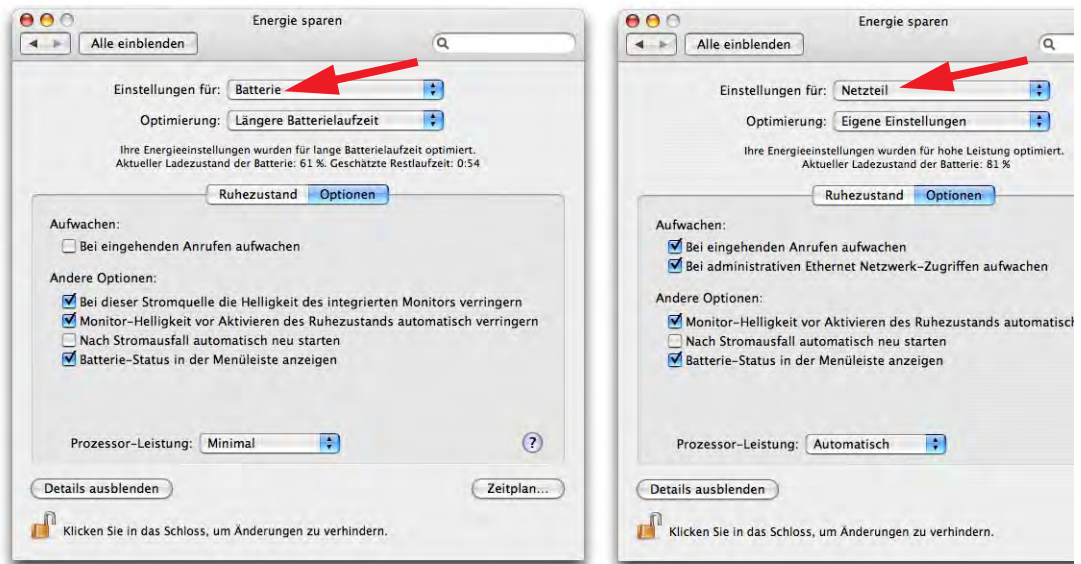 Energie sparen
Alle einblenden
Einstellungen für: Batterie
Optimierung: Längere Batterielaufzeit
Ihre Energieeinstellungen wurden für lange Batterielaufzeit optimiert.
Aktueller Ladezustand der Batterie: 61 %. Geschätzte Restlaufzeit: 0:54
Ruhezustand Optionen
Aufwachen:
Bei eingehenden Anrufen aufwachen
Andere Optionen:
Bei dieser Stromquelle die Helligkeit des integrierten Monitors verringern
Monitor-Helligkeit vor Aktivieren des Ruhezustands automatisch verringern
Nach Stromausfall automatisch neu starten
Batterie-Status in der Menüleiste anzeigen
Prozessor-Leistung: Minimal ?
Details ausblenden Zeitplan...
Klicken Sie in das Schloss, um Änderungen zu verhindern.
Energie sparen
Alle einblenden
Einstellungen für: Netzteil
Optimierung: Eigene Einstellungen
Ihre Energieeinstellungen wurden für hohe Leistung optimiert.
Aktueller Ladezustand der Batterie: 81 %
Ruhezustand Optionen
Aufwachen:
Bei eingehenden Anrufen aufwachen
Bei administrativen Ethernet Netzwerk-Zugriffen aufwachen
Andere Optionen:
Monitor-Helligkeit vor Aktivieren des Ruhezustands automatisch
Nach Stromausfall automatisch neu starten
Batterie-Status in der Menüleiste anzeigen
Prozessor-Leistung: Automatisch
Details ausblenden
Klicken Sie in das Schloss, um Änderungen zu verhindern.